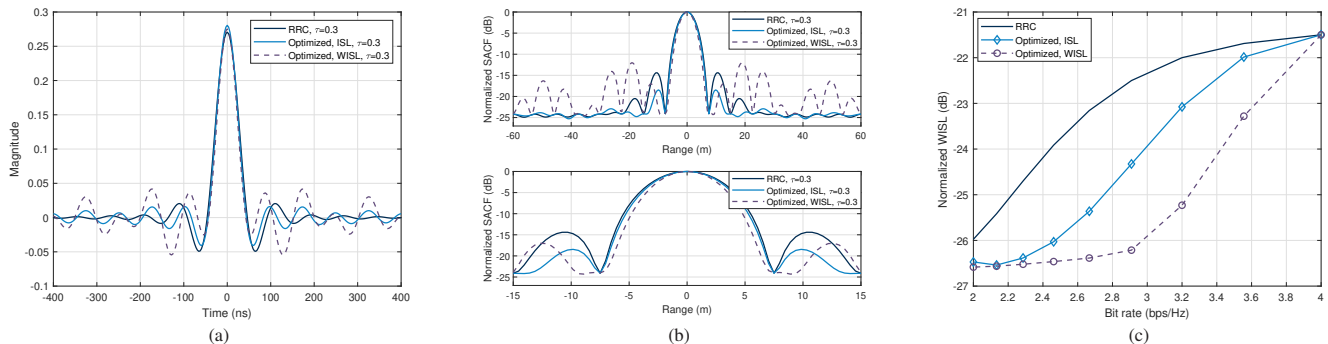 0.3
0.25
0.2
0.15
0.1
0.05
0
-0.05
-0.1
-400
-300
-200
-100
0
100
200
300
400
Magnitude
Time (ns)
RRC, τ=0.3
Optimized, ISL, τ=0.3
Optimized, WISL, τ=0.3
(a)
0
-5
-10
-15
-20
-25
-60
-40
-20
0
20
40
60
Normalized SACF (dB)
Range (m)
RRC, τ=0.3
Optimized, ISL, τ=0.3
Optimized, WISL, τ=0.3
0
-5
-10
-15
-20
-25
-15
-10
-5
0
5
10
15
Normalized SACF (dB)
Range (m)
RRC, τ=0.3
Optimized, ISL, τ=0.3
Optimized, WISL, τ=0.3
(b)
-21
-22
-23
-24
-25
-26
-27
2
2.2
2.4
2.6
2.8
3
3.2
3.4
3.6
3.8
4
Normalized WISL (dB)
Bit rate (bps/Hz)
RRC
Optimized, ISL
Optimized, WISL
(c)